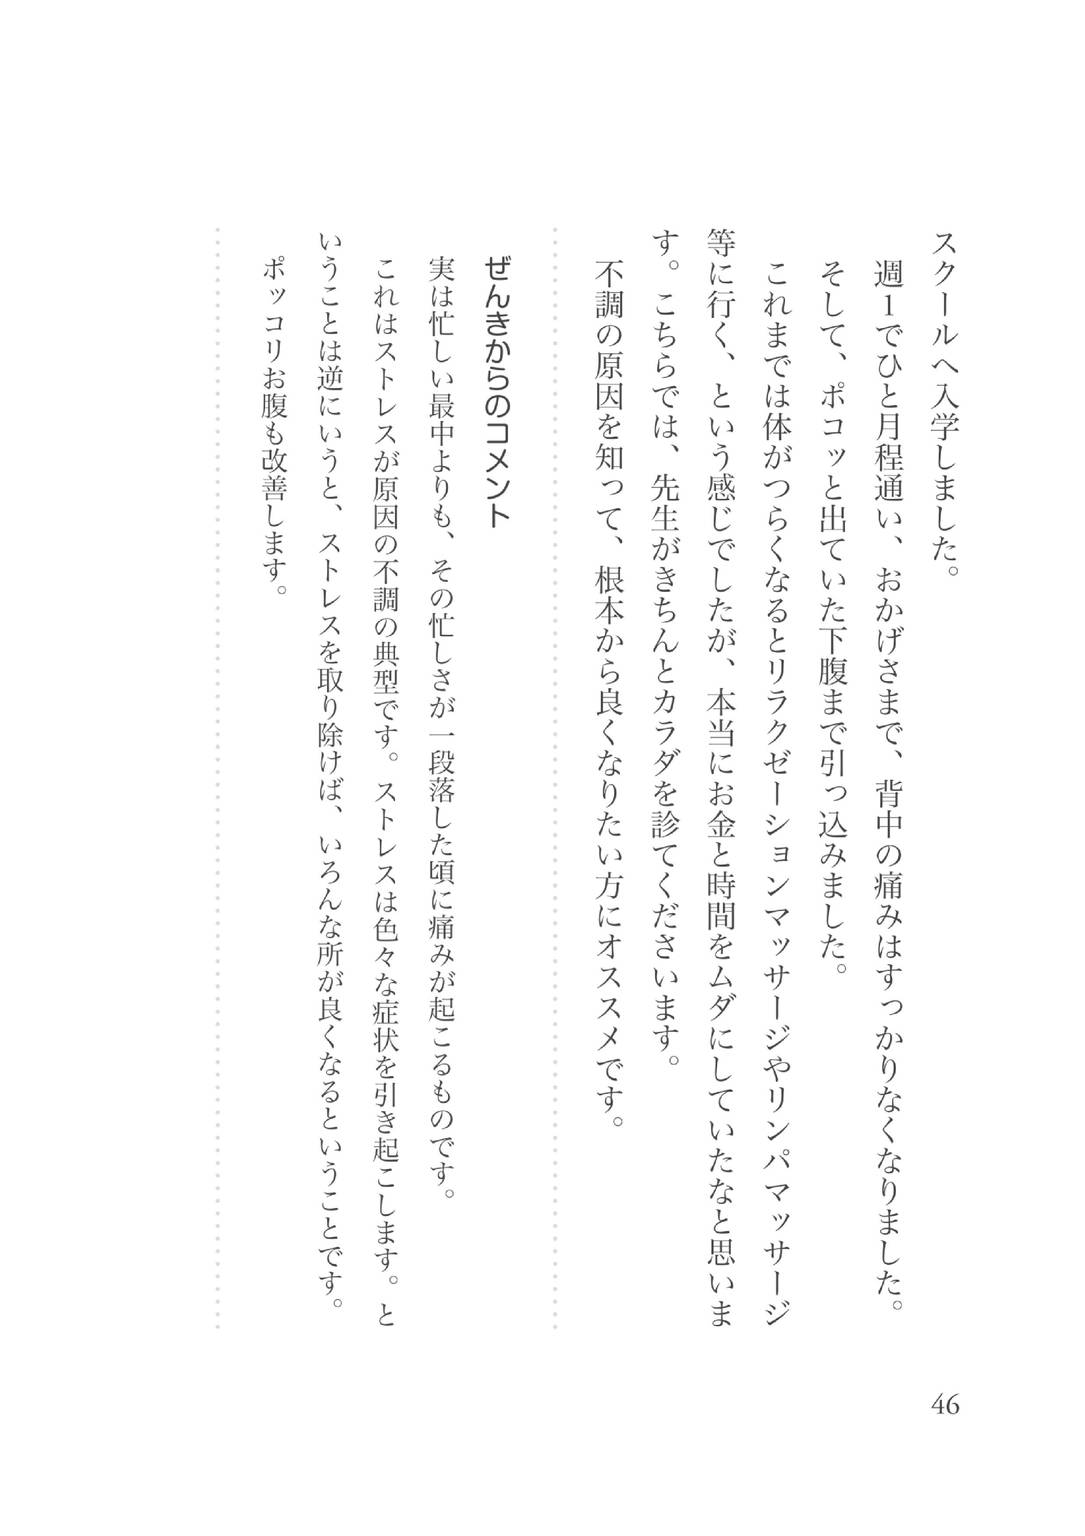 スクールへ入学しました。
週1でひと月程通い、おかげさまで、背中の痛みはすっかりなくなりました。
そして、ポコッと出ていた下腹まで引っ込みました。
これまでは体がつらくなるとリラクゼーションマッサージやリンパマッサージ
等に行く、という感じでしたが、本当にお金と時間をムダにしていたなと思いま
す。こちらでは、先生がきちんとカラダを診てくださいます。
不調の原因を知って、根本から良くなりたい方にオススメです。
ぜんきからのコメント
実は忙しい最中よりも、その忙しさが一段落した頃に痛みが起こるものです。
これはストレスが原因の不調の典型です。ストレスは色々な症状を引き起こします。と
いうことは逆にいうと、ストレスを取り除けば、いろんな所が良くなるということです。
ポッコリお腹も改善します。
46